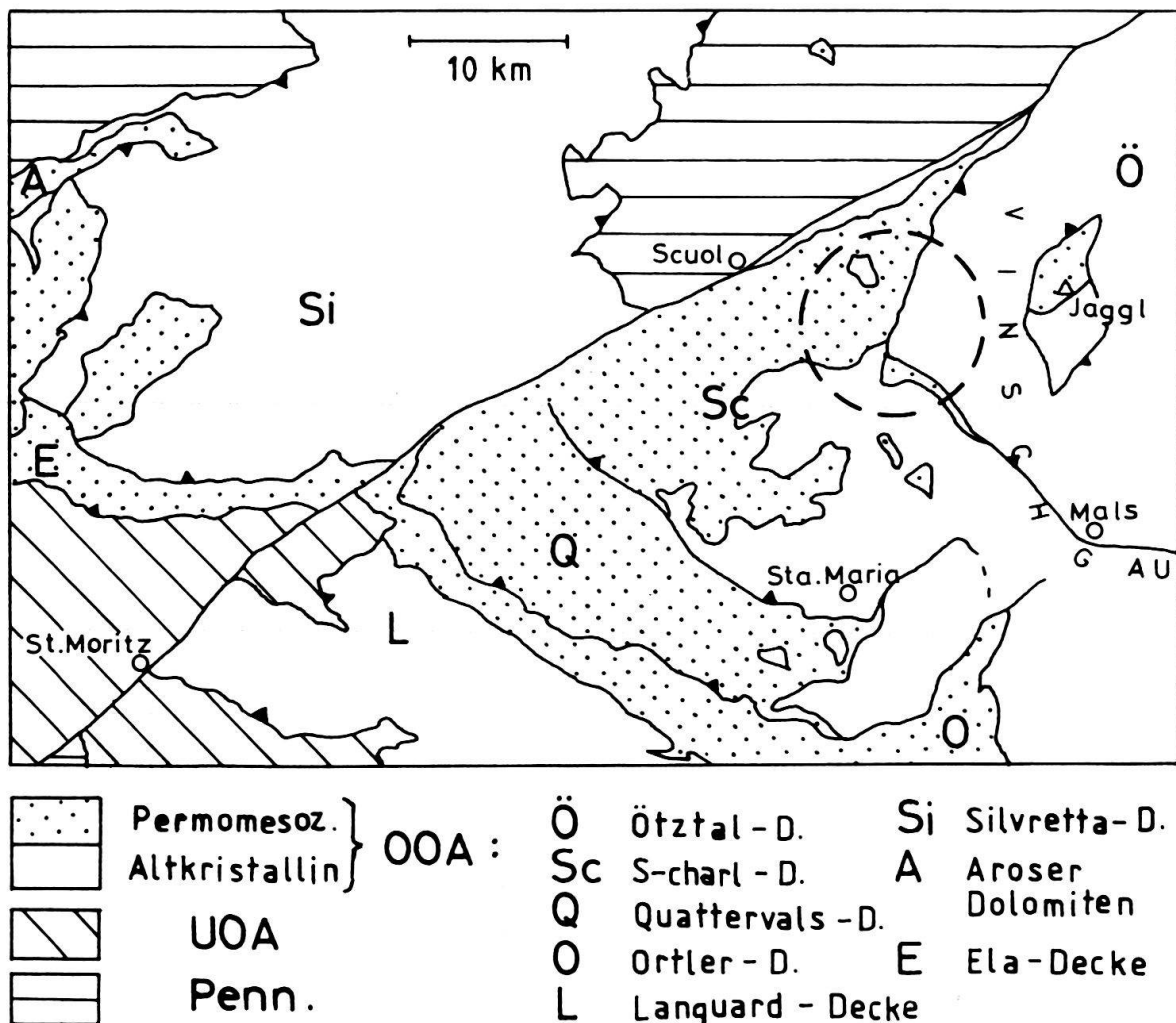 10 km
A
Ö
V
I
N
S
C
H
G
AU
Scuol
Jaggl
Si
Sc
E
Mals
Q
Sta.Maria
L
St.Moritz
O
Permomesoz.
Altkristallin
OOA :
UOA
Penn.
Ö Ötztal - D.
Sc S-charl - D.
Q Quattervals - D.
O Ortler - D.
L Languard - Decke
Si Silvretta - D.
A Aroser
Dolomiten
E Ela-Decke